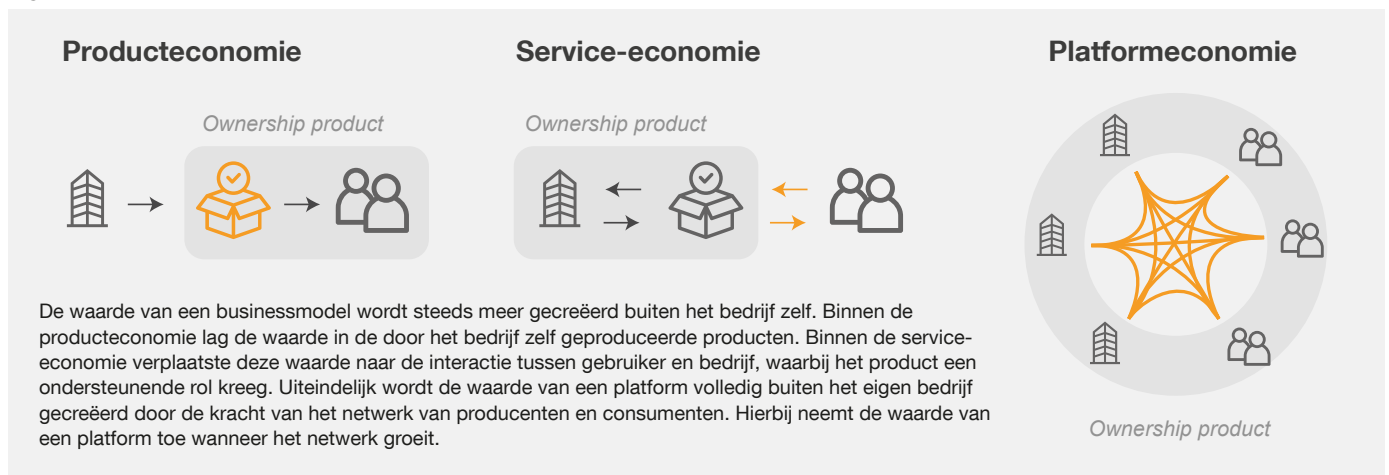 Producteconomie
Service-economie
Platformeconomie
Ownership product
Ownership product
De waarde van een businessmodel wordt steeds meer gecreëerd buiten het bedrijf zelf. Binnen de
producteconomie lag de waarde in de door het bedrijf zelf geproduceerde producten. Binnen de service-
economie verplaatste deze waarde naar de interactie tussen gebruiker en bedrijf, waarbij het product een
ondersteunende rol kreeg. Uiteindelijk wordt de waarde van een platform volledig buiten het eigen bedrijf
gecreëerd door de kracht van het netwerk van producenten en consumenten. Hierbij neemt de waarde van
een platform toe wanneer het netwerk groeit.
Ownership product